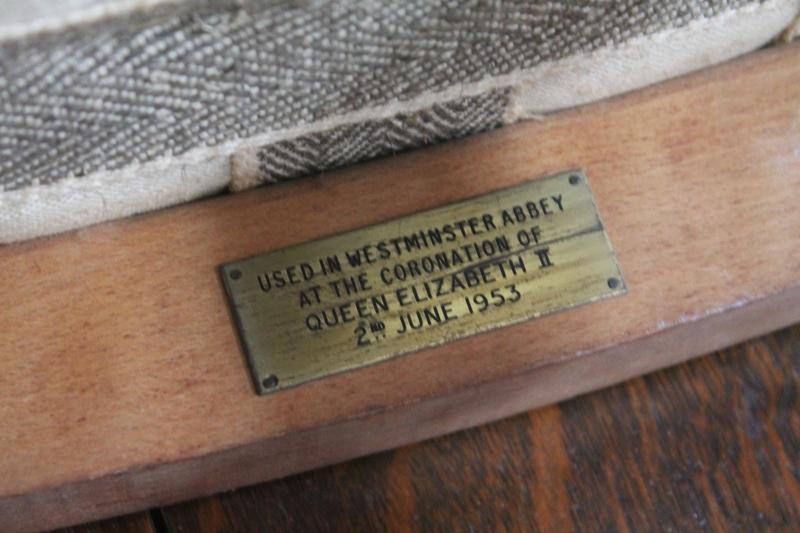 USED IN WESTMINSTER ABBEY
AT THE CORONATION OF
QUEEN ELIZABETH II
2ND JUNE 1953